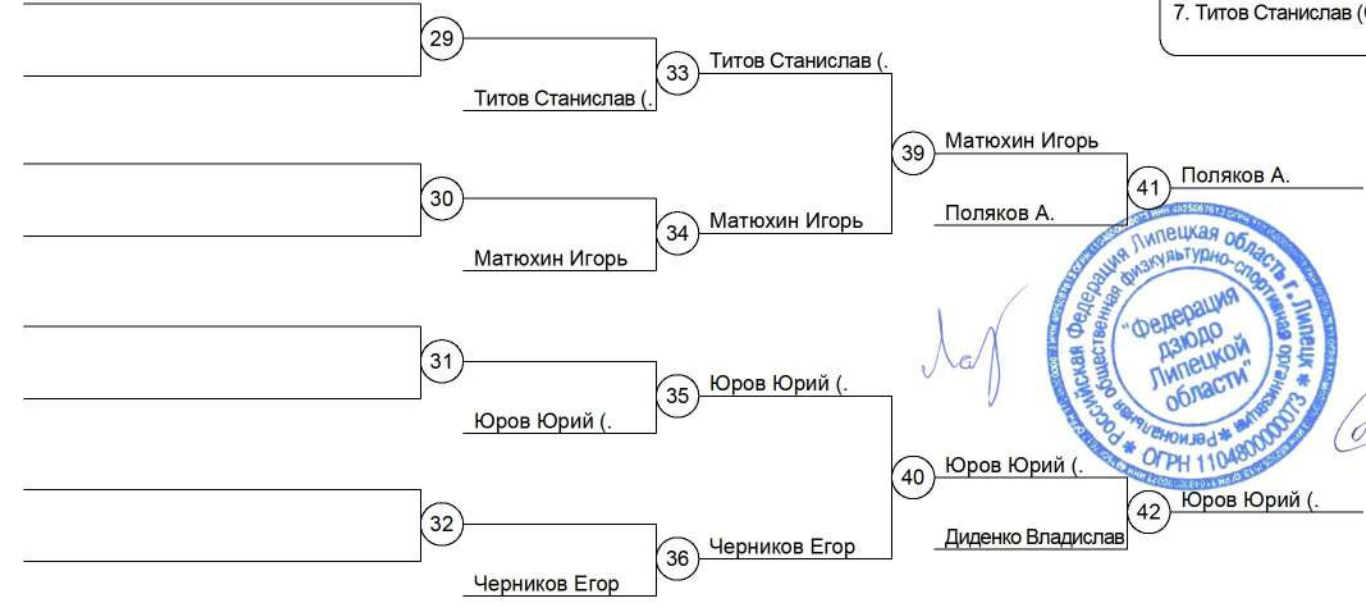 7. Титов Станислав (
29
33
Титов Станислав (.
Титов Станислав (.
39
Матюхин Игорь
41
Поляков А.
Поляков А.
30
34
Матюхин Игорь
Матюхин Игорь
31
35
Юров Юрий (.
Юров Юрий (.
40
Юров Юрий (.
42
Юров Юрий (.
Диденко Владислав
32
36
Черников Егор
Черников Егор
Российская Федерация Липецкая область г. Липецк * ОГРН 1104800000073 *
Региональная общественная физкультурно-спортивная организация *
"Федерация
дзюдо
Липецкой
области"